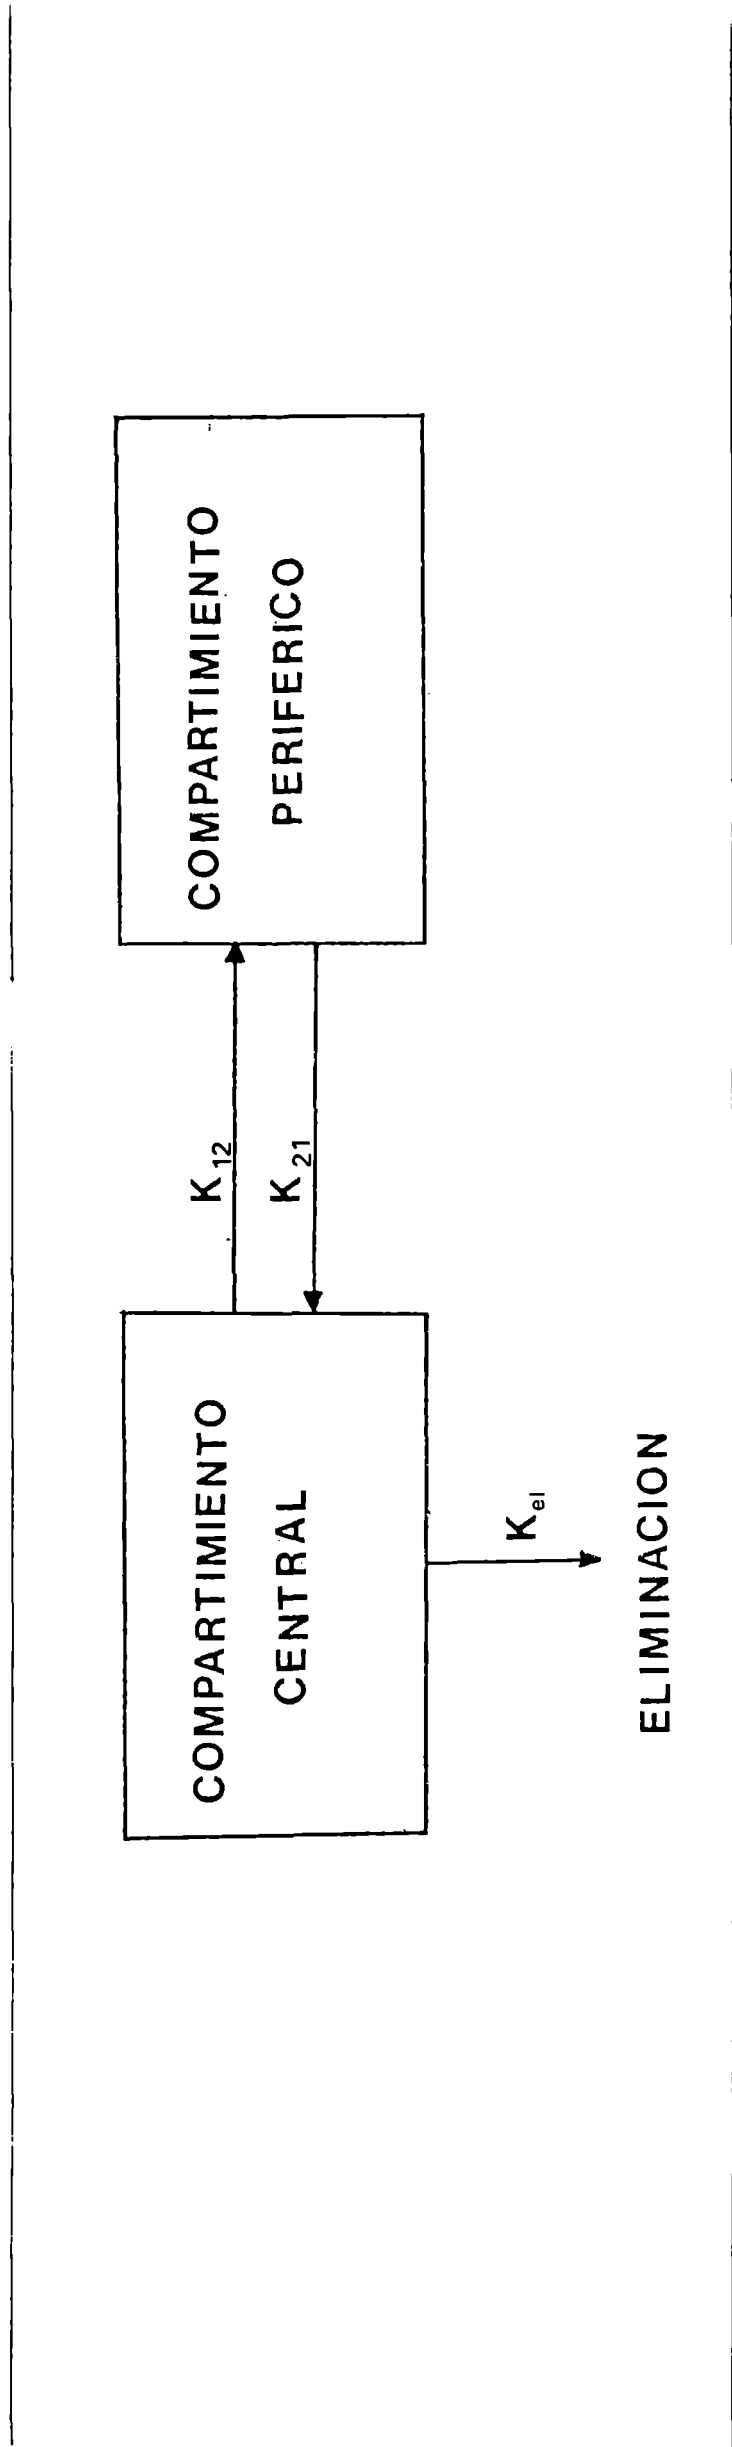 COMPARTIMIENTO
CENTRAL
K12
K21
COMPARTIMIENTO
PERIFERICO
Kel
ELIMINACION